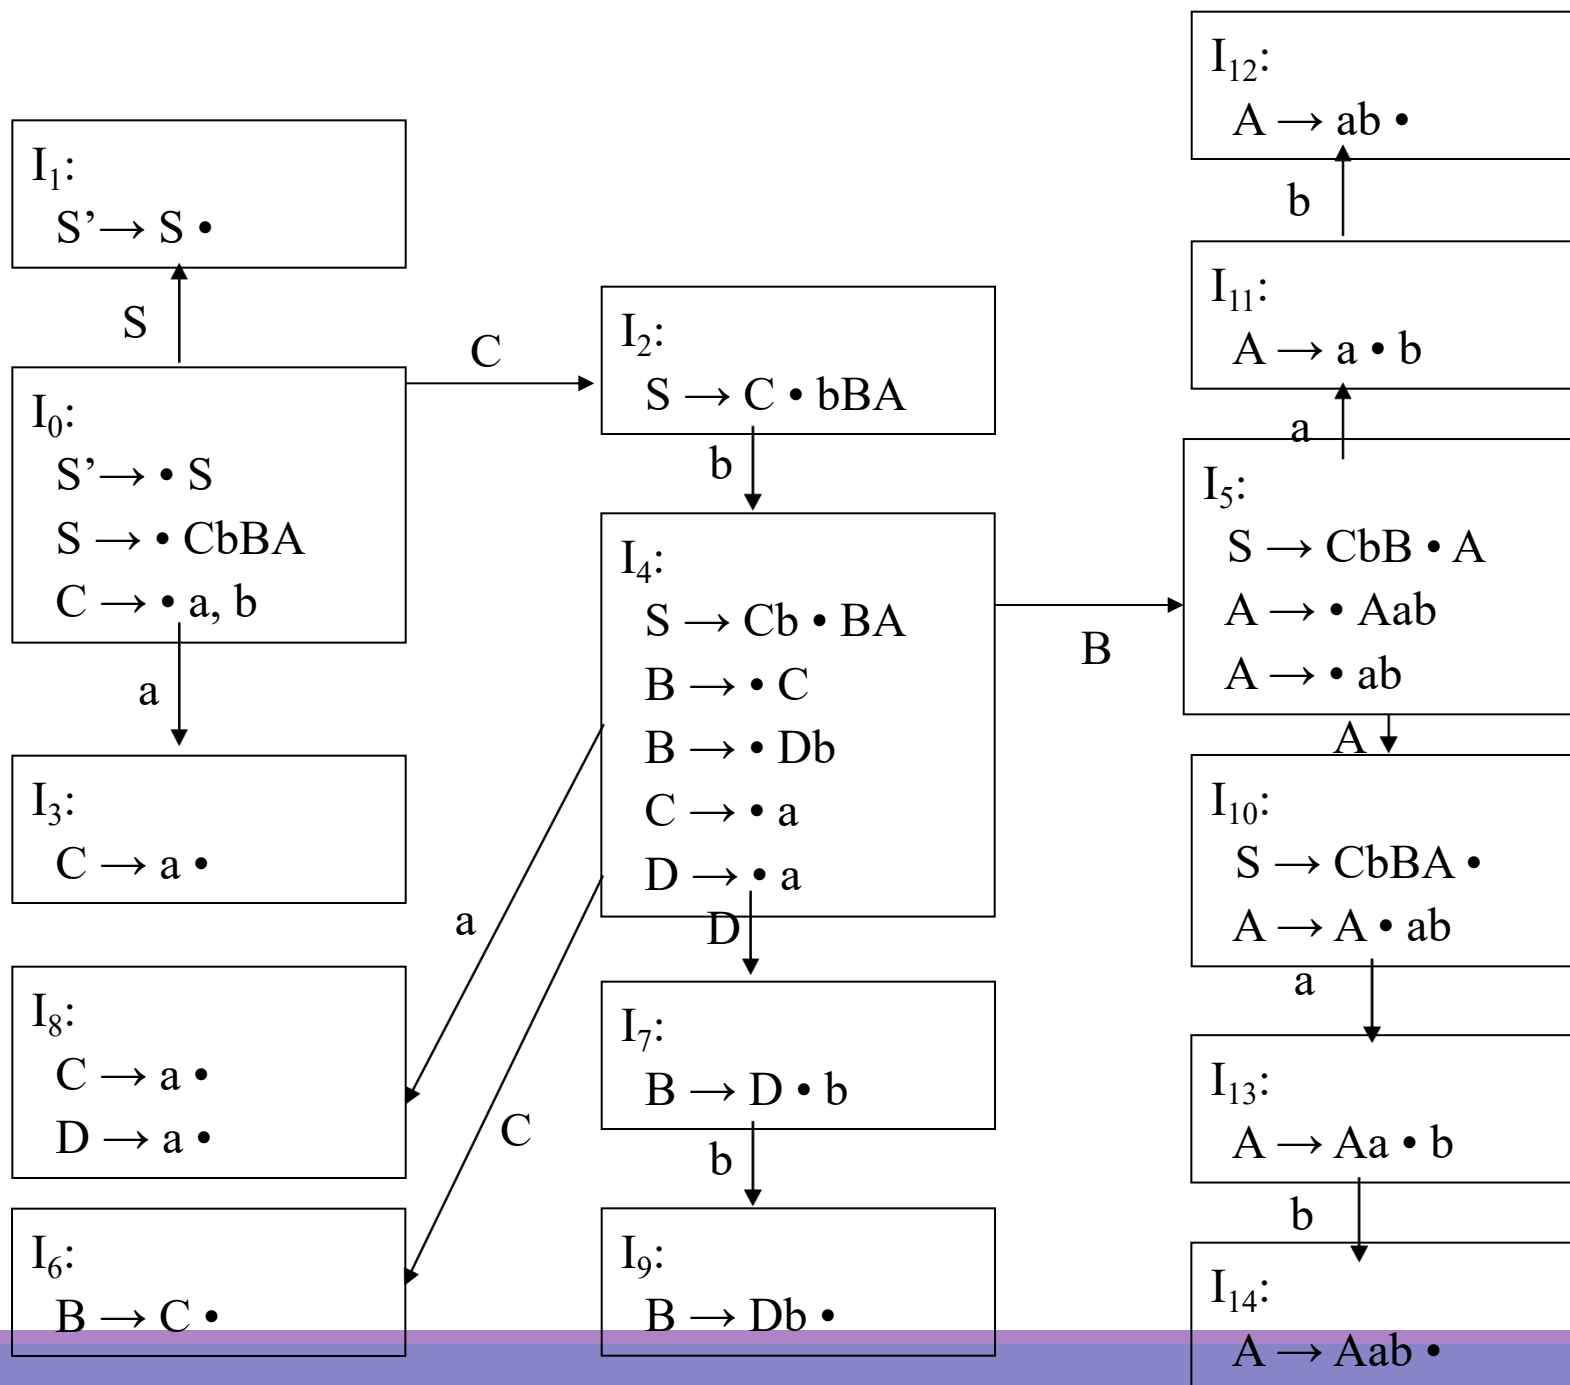 I₁:
S’→ S •
S
I₀:
S’→ • S
S → • CbBA
C → • a, b
a
I₃:
C → a •
I₈:
C → a •
D → a •
I₆:
B → C •
C
a
C
I₂:
S → C • bBA
b
I₄:
S → Cb • BA
B → • C
B → • Db
C → • a
D → • a
D
I₇:
B → D • b
b
I₉:
B → Db •
B
I₁₂:
A → ab •
b
I₁₁:
A → a • b
a
I₅:
S → CbB • A
A → • Aab
A → • ab
A
I₁₀:
S → CbBA •
A → A • ab
a
I₁₃:
A → Aa • b
b
I₁₄:
A → Aab •